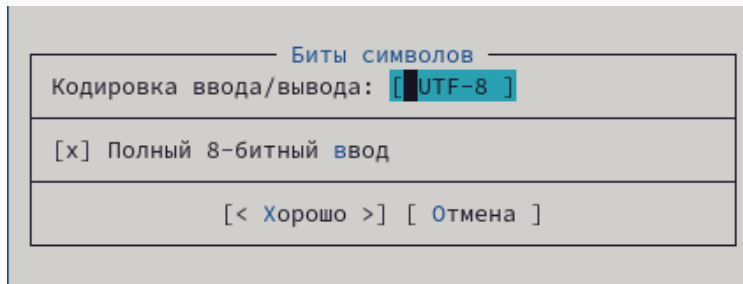 Биты символов
Кодировка ввода/вывода: [ UTF-8 ]
[x] Полный 8-битный ввод
[< Хорошо >] [ Отмена ]